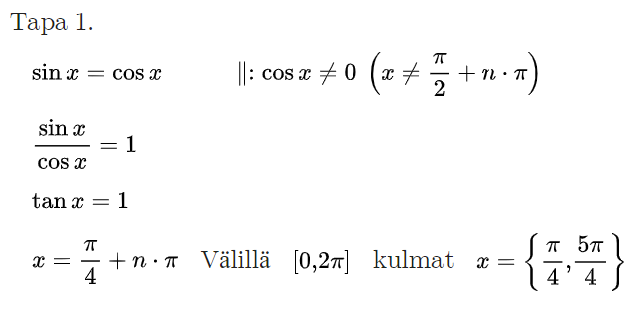 Tapa 1.
sin x = cos x ‖: cos x ≠ 0 (x ≠ π/2 + n · π)
sin x / cos x = 1
tan x = 1
x = π/4 + n · π Välillä [0,2π] kulmat x = {π/4, 5π/4}